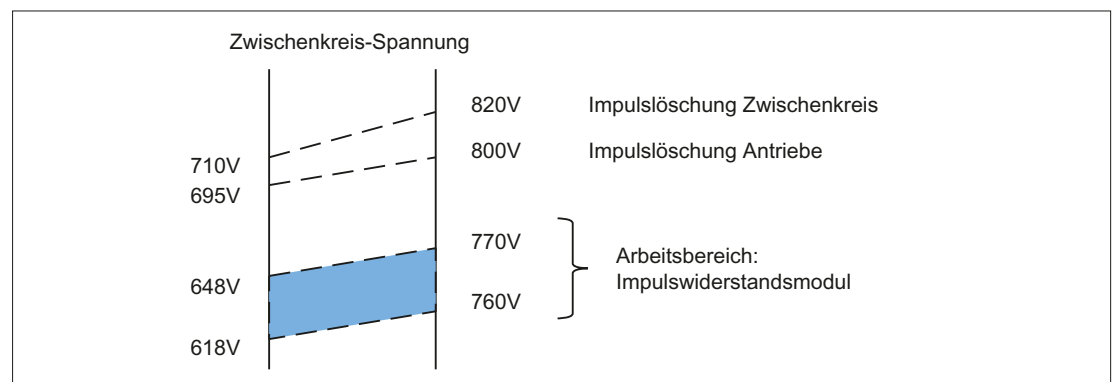 Zwischenkreis-Spannung
820V Impulslöschung Zwischenkreis
710V
800V Impulslöschung Antriebe
695V
770V
Arbeitsbereich:
648V
Impulswiderstandsmodul
760V
618V